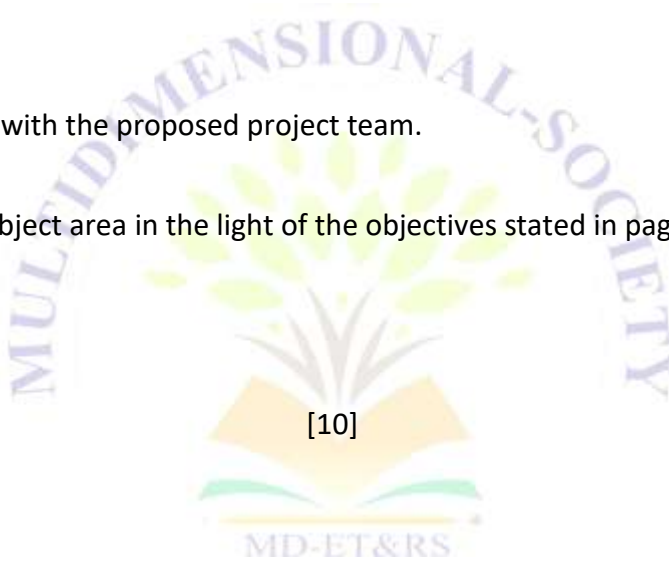 MULTIDIMENSIONAL-SOCIETY
with the proposed project team.
bject area in the light of the objectives stated in pag
[10]
MD-ET&RS